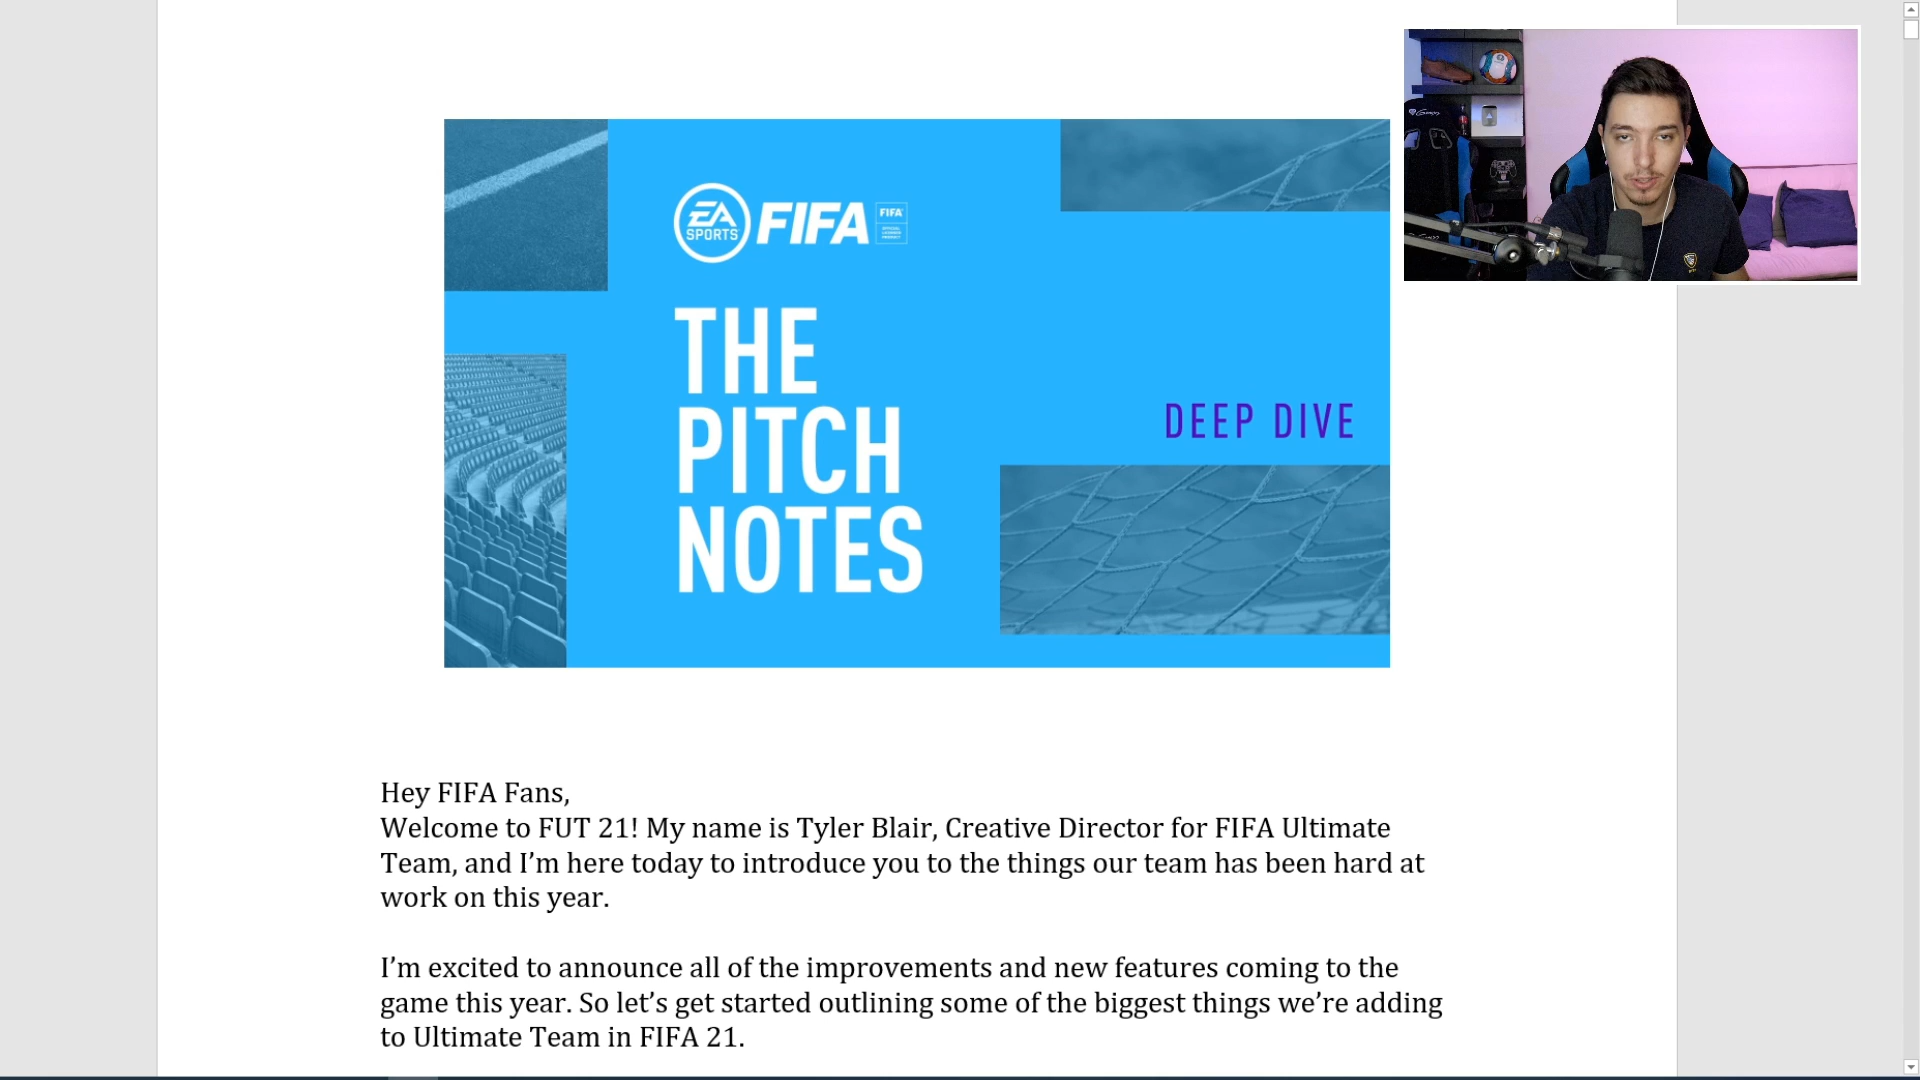 EA
SPORTS
FIFA
FIFA
THE
PITCH
NOTES
DEEP DIVE
Hey FIFA Fans,
Welcome to FUT 21! My name is Tyler Blair, Creative Director for FIFA Ultimate
Team, and I’m here today to introduce you to the things our team has been hard at
work on this year.
I’m excited to announce all of the improvements and new features coming to the
game this year. So let’s get started outlining some of the biggest things we’re adding
to Ultimate Team in FIFA 21.